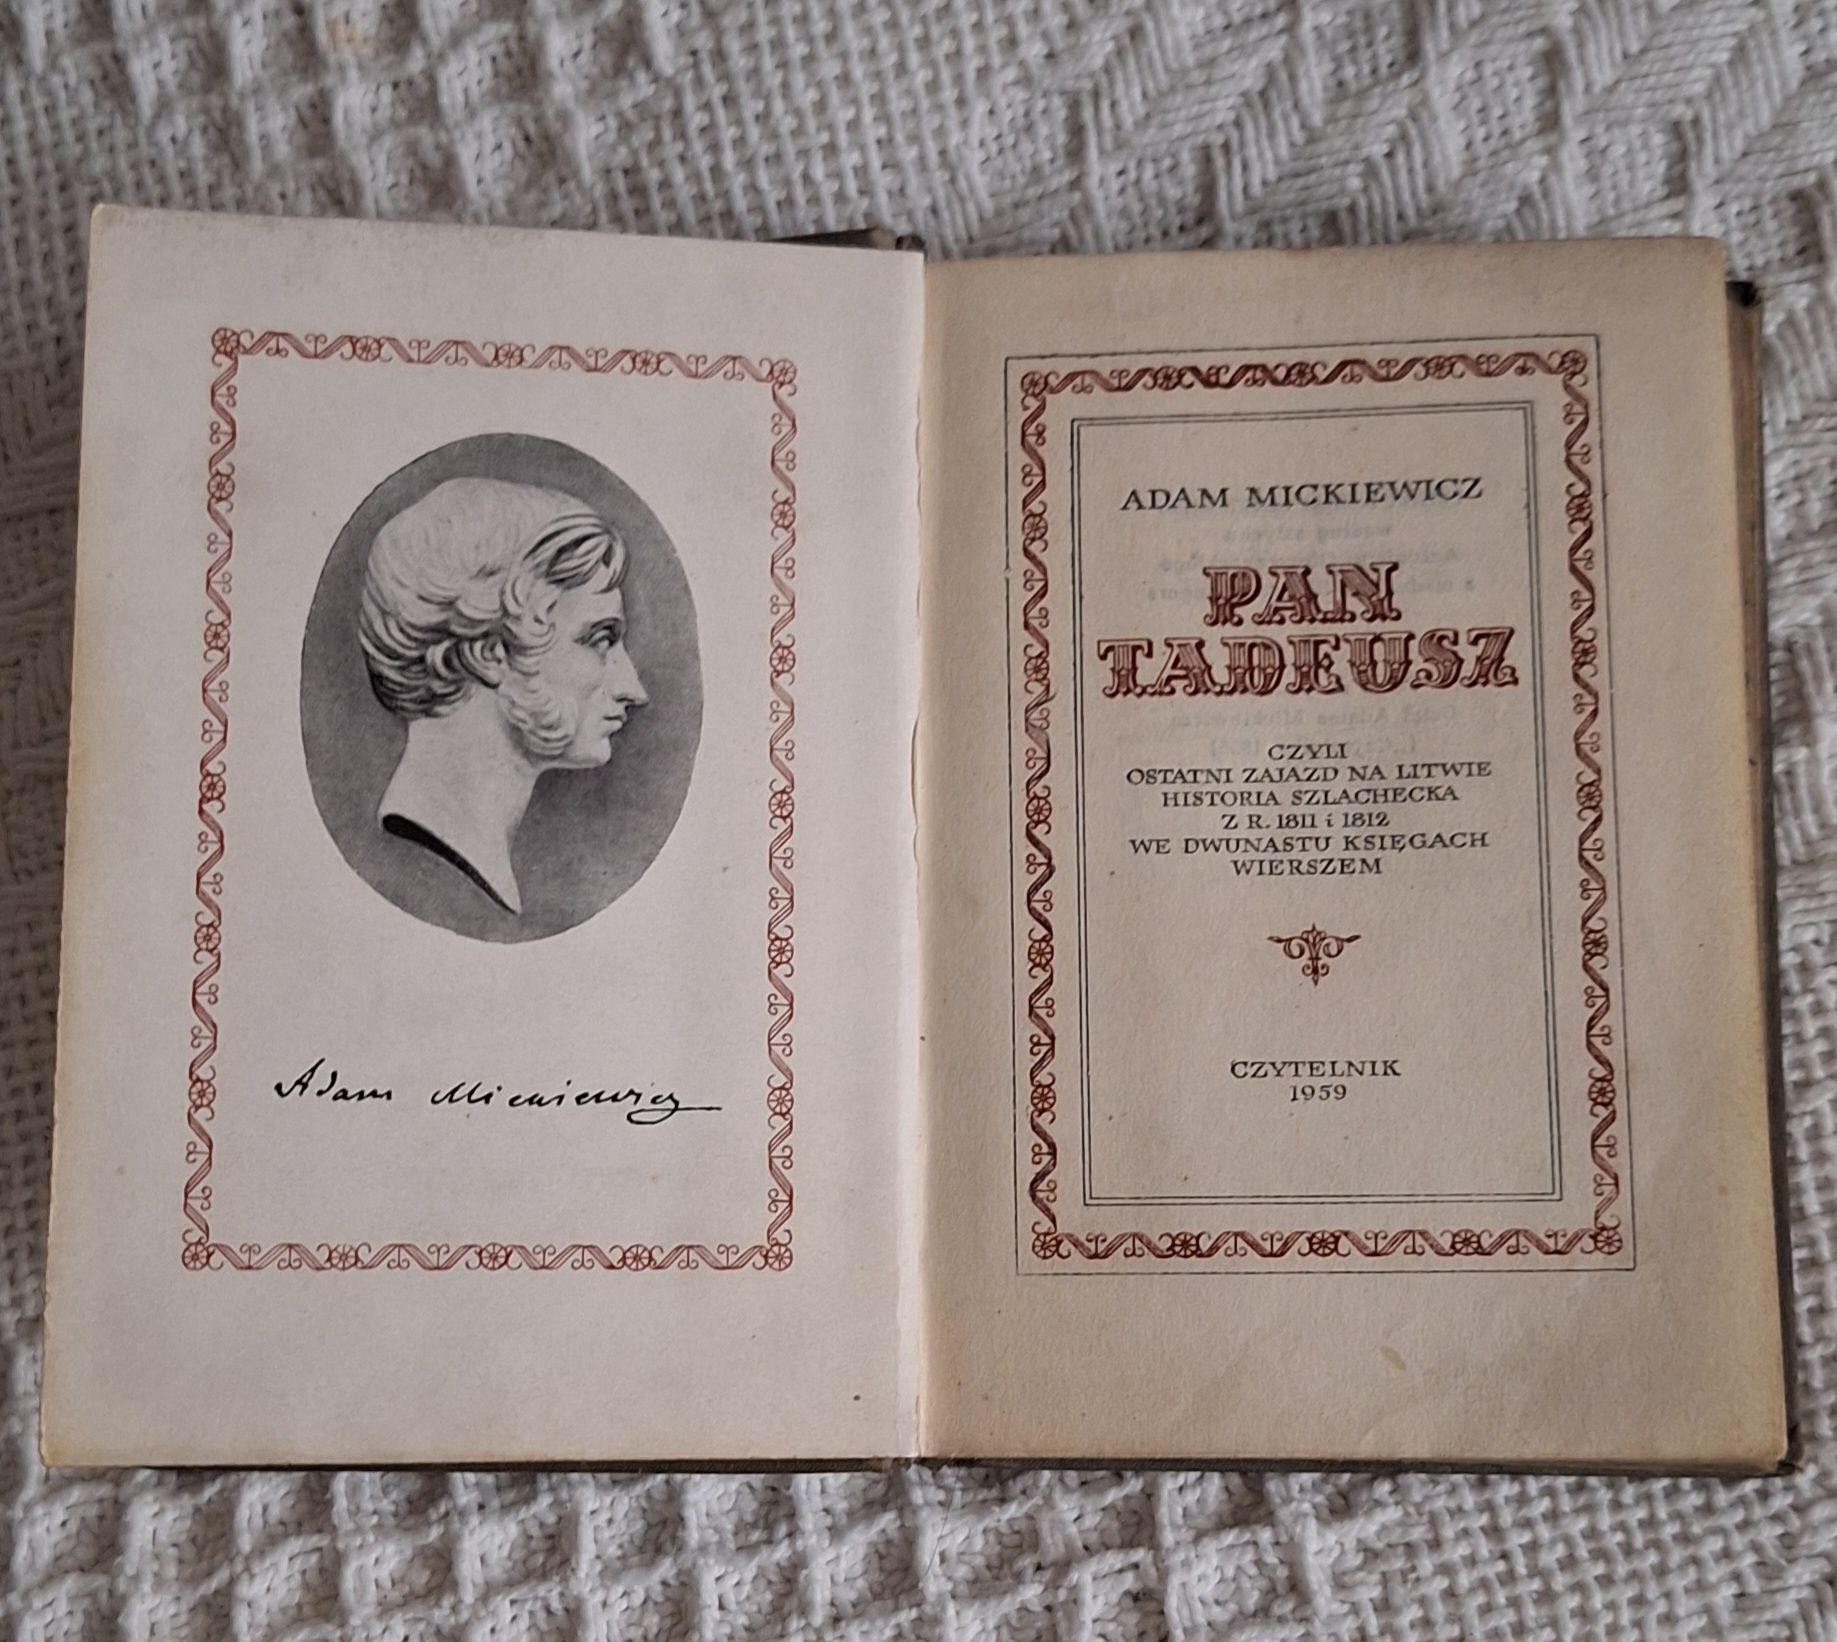 Adam Mickiewicz
ADAM MICKIEWICZ
PAN
TADEUSZ
CZYLI
OSTATNI ZAJAZD NA LITWIE
HISTORIA SZLACHECKA
Z R. 1811 i 1812
WE DWUNASTU KSIĘGACH
WIERSZEM
CZYTELNIK
1959